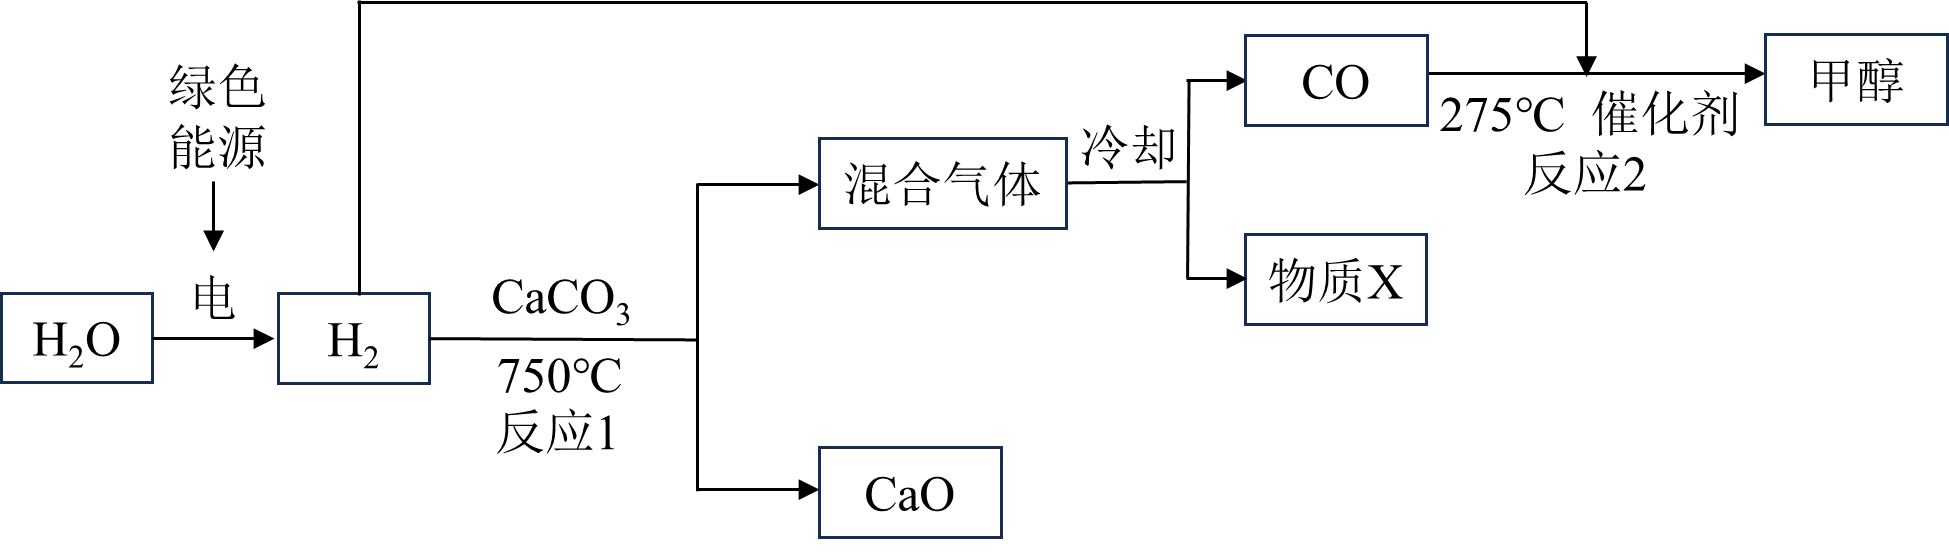 绿色
能源
电
H₂O
H₂
CaCO₃
750℃
反应1
混合气体
CaO
冷却
CO
物质X
275℃ 催化剂
反应2
甲醇